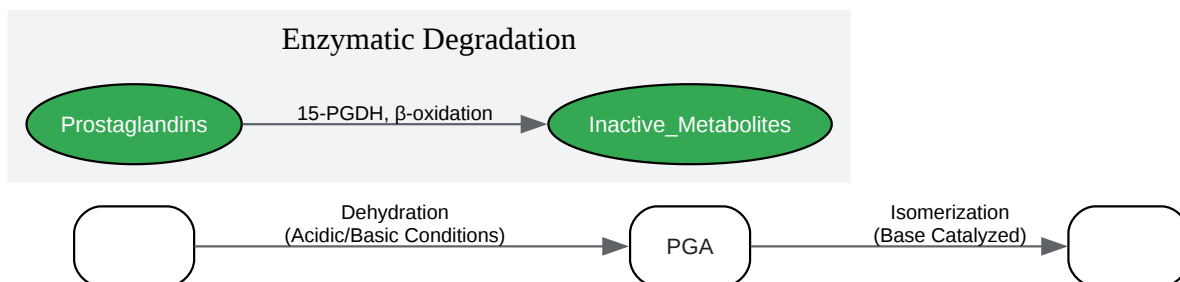 Enzymatic Degradation
Prostaglandins
15-PGDH, β-oxidation
Inactive_Metabolites
Dehydration
(Acidic/Basic Conditions)
PGA
Isomerization
(Base Catalyzed)